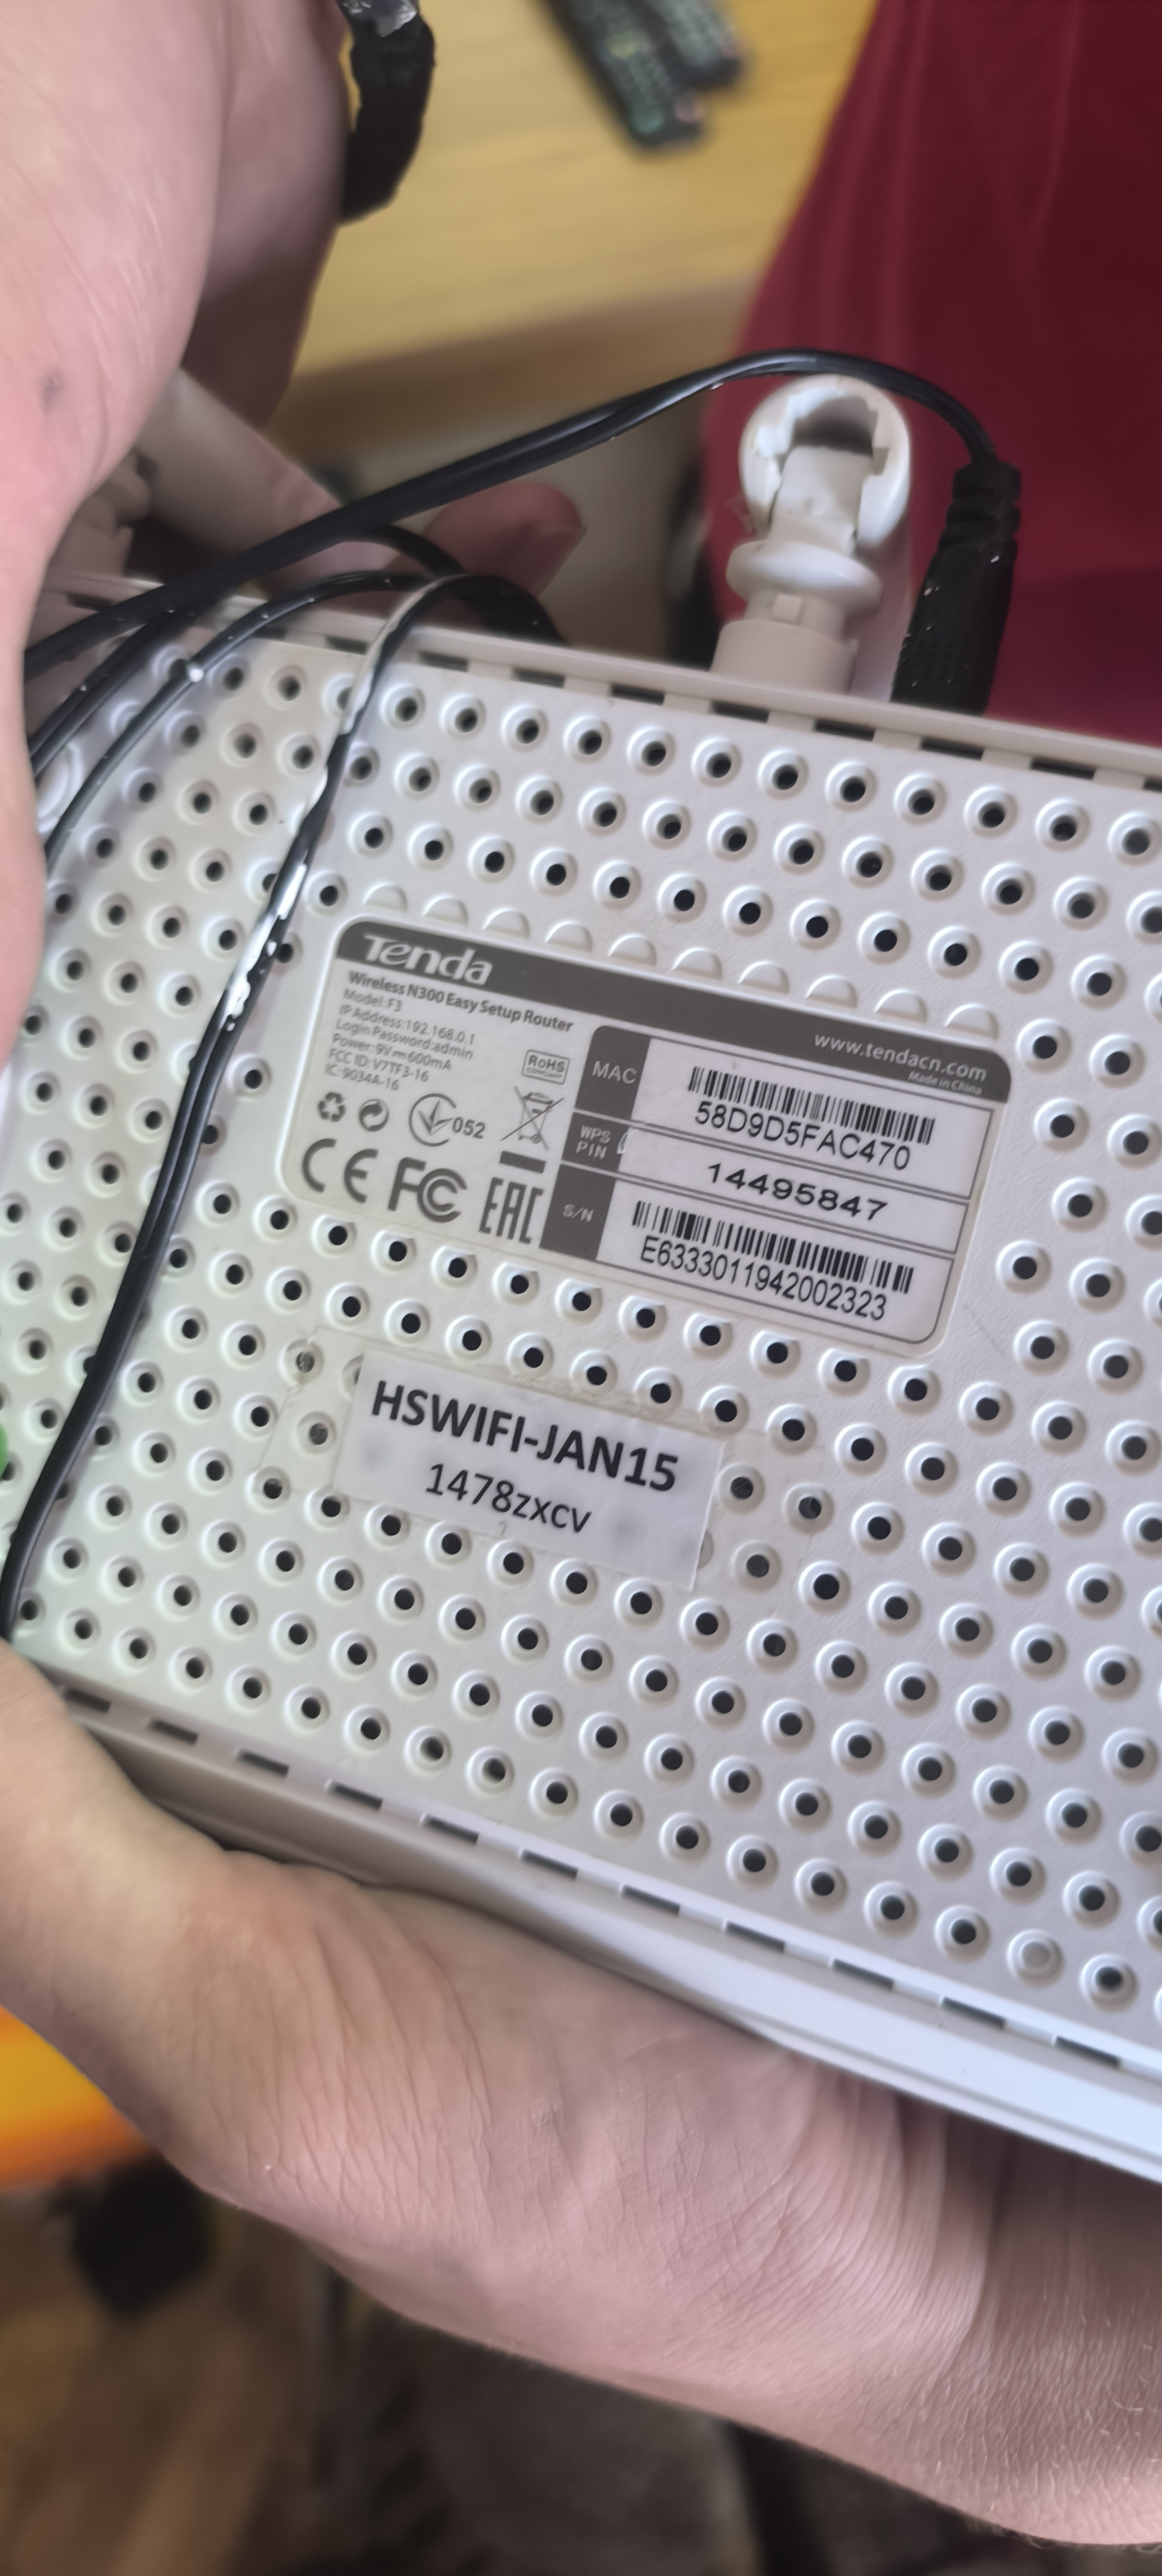 Tenda
www.tendacn.com
Made in China
Wireless N300 Easy Setup Router
Model: F3
IP Address:192.168.0.1
Login Password:admin
Power: 9V⎓600mA
FCC ID: V7TF3-16
IC: 9034A-16
RoHS
052
CE FC EAC
MAC
58D9D5FAC470
WPS
PIN
14495847
S/N
E6333011942002323
HSWIFI-JAN15
1478zxcv